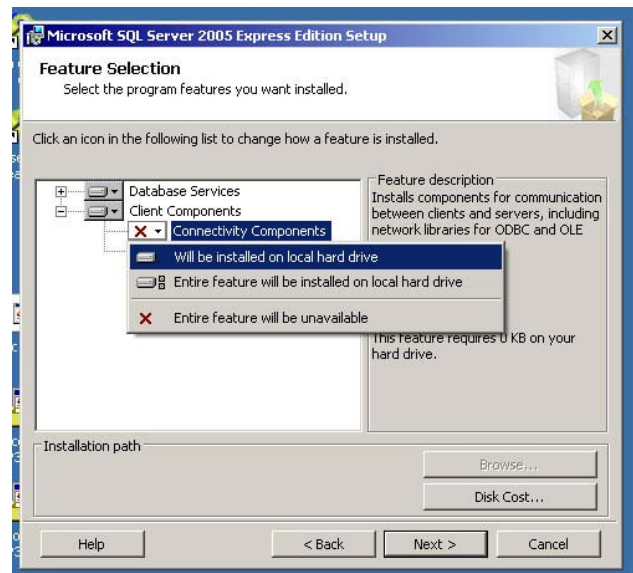 Microsoft SQL Server 2005 Express Edition Setup
Feature Selection
Select the program features you want installed.
Click an icon in the following list to change how a feature is installed.
Database Services
Client Components
Connectivity Components
Will be installed on local hard drive
Entire feature will be installed on local hard drive
Entire feature will be unavailable
Feature description
Installs components for communication
between clients and servers, including
network libraries for ODBC and OLE
This feature requires 0 KB on your
hard drive.
Installation path
Browse...
Disk Cost...
Help
< Back
Next >
Cancel